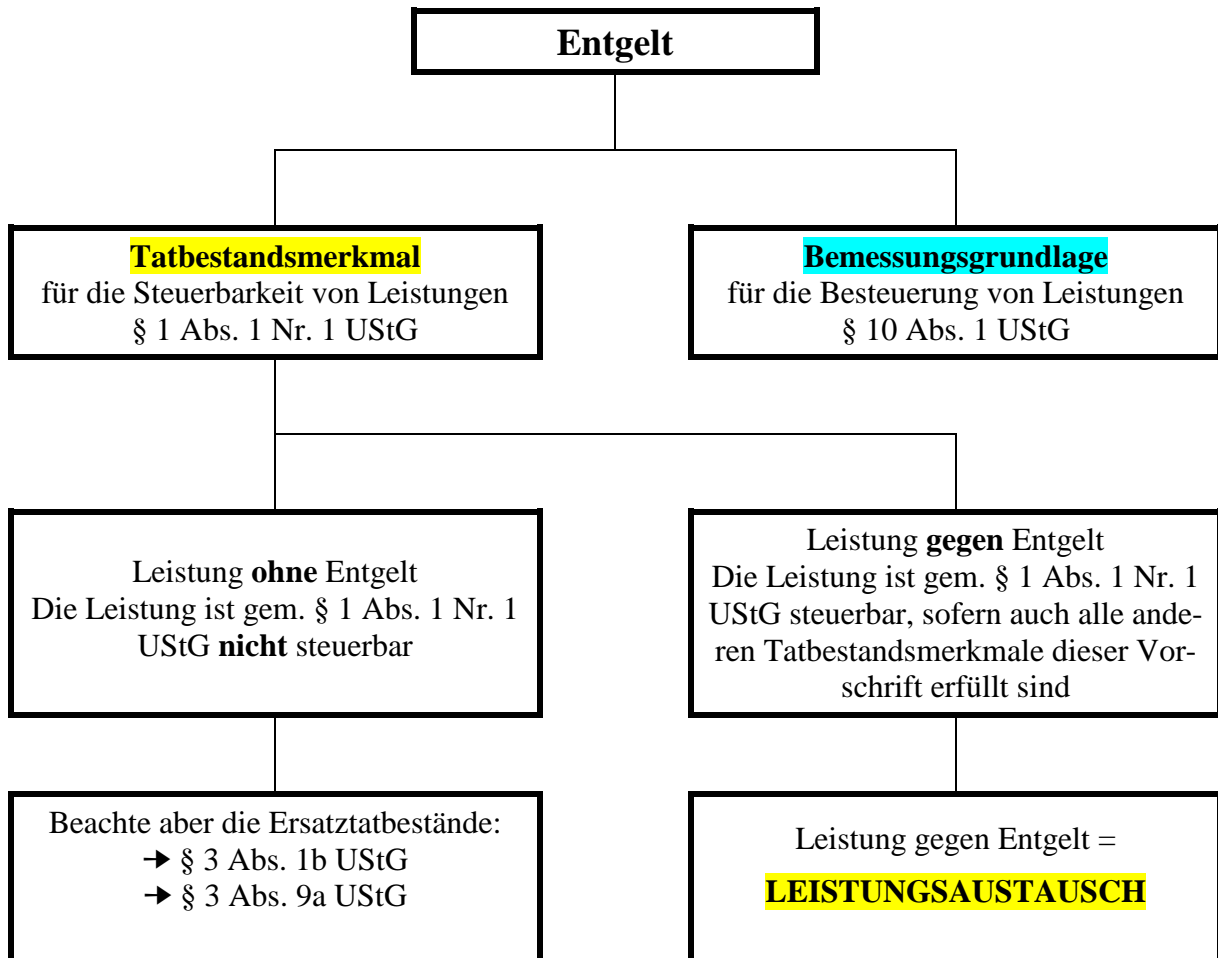 Entgelt
Tatbestandsmerkmal
für die Steuerbarkeit von Leistungen
§ 1 Abs. 1 Nr. 1 UStG
Bemessungsgrundlage
für die Besteuerung von Leistungen
§ 10 Abs. 1 UStG
Leistung ohne Entgelt
Die Leistung ist gem. § 1 Abs. 1 Nr. 1
UStG nicht steuerbar
Leistung gegen Entgelt
Die Leistung ist gem. § 1 Abs. 1 Nr. 1
UStG steuerbar, sofern auch alle ande-
ren Tatbestandsmerkmale dieser Vor-
schrift erfüllt sind
Beachte aber die Ersatztatbestände:
➔ § 3 Abs. 1b UStG
➔ § 3 Abs. 9a UStG
Leistung gegen Entgelt =
LEISTUNGSAUSTAUSCH